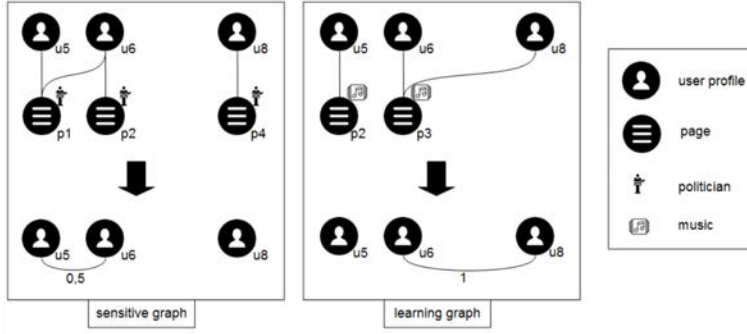 u5 u6 u8
p1 p2 p4
u5 u6 u8
0,5
sensitive graph
u5 u6 u8
p2 p3
u5 u6 u8
1
learning graph
user profile
page
politician
music